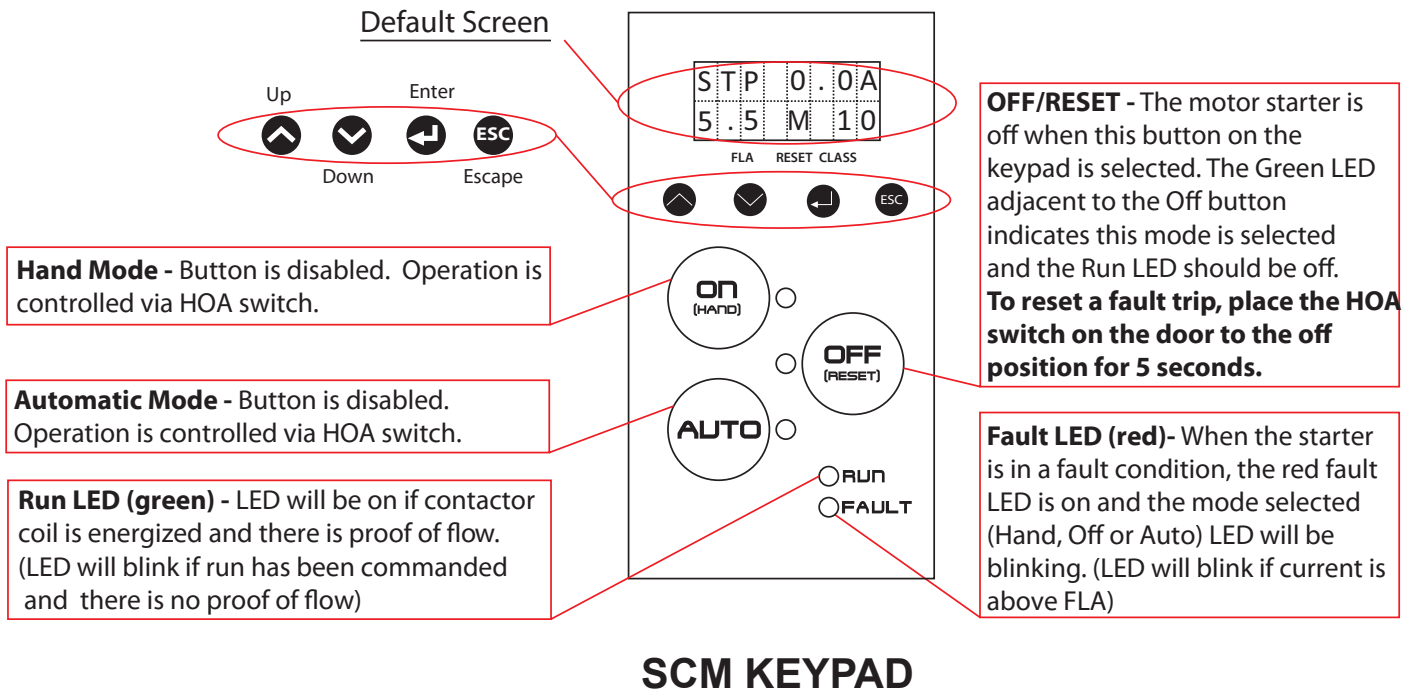 Default Screen
Up
Enter
ESC
Down
Escape
STP 0.0A
5.5 M 10
FLA RESET CLASS
ESC
OFF/RESET - The motor starter is
off when this button on the
keypad is selected. The Green LED
adjacent to the Off button
indicates this mode is selected
and the Run LED should be off.
To reset a fault trip, place the HOA
switch on the door to the off
position for 5 seconds.
Hand Mode - Button is disabled. Operation is
controlled via HOA switch.
ON
(HAND)
OFF
(RESET)
Automatic Mode - Button is disabled.
Operation is controlled via HOA switch.
AUTO
Run LED (green) - LED will be on if contactor
coil is energized and there is proof of flow.
(LED will blink if run has been commanded
and there is no proof of flow)
RUN
FAULT
Fault LED (red)- When the starter
is in a fault condition, the red fault
LED is on and the mode selected
(Hand, Off or Auto) LED will be
blinking. (LED will blink if current is
above FLA)
SCM KEYPAD